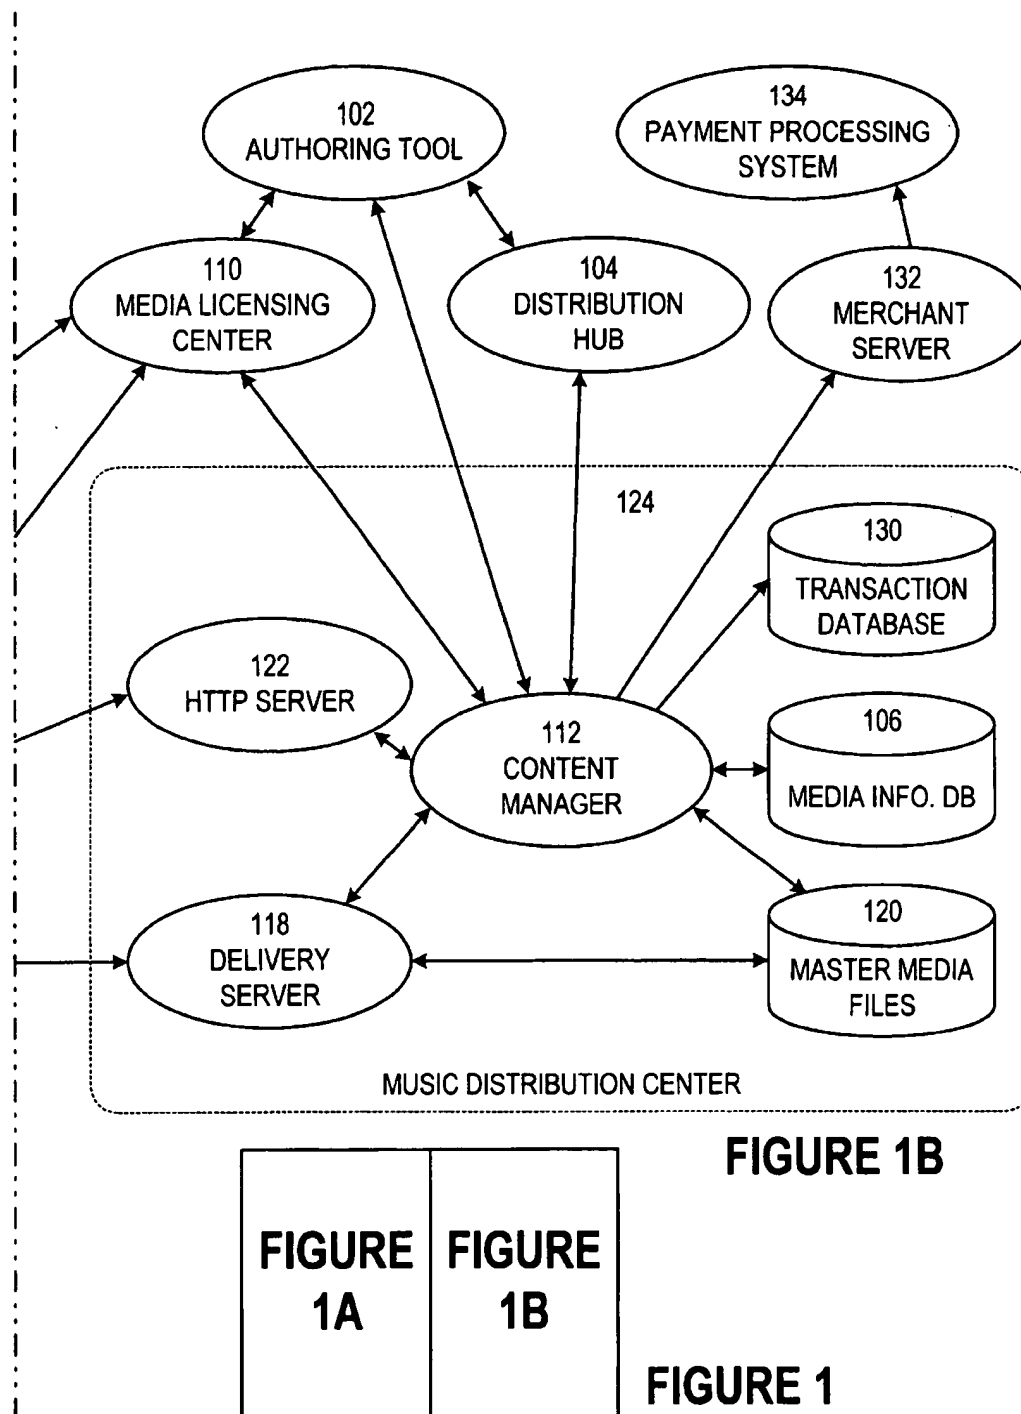 102
AUTHORING TOOL
134
PAYMENT PROCESSING
SYSTEM
110
MEDIA LICENSING
CENTER
104
DISTRIBUTION
HUB
132
MERCHANT
SERVER
124
130
TRANSACTION
DATABASE
122
HTTP SERVER
112
CONTENT
MANAGER
106
MEDIA INFO. DB
118
DELIVERY
SERVER
120
MASTER MEDIA
FILES
MUSIC DISTRIBUTION CENTER
FIGURE 1B
FIGURE
1A
FIGURE
1B
FIGURE 1